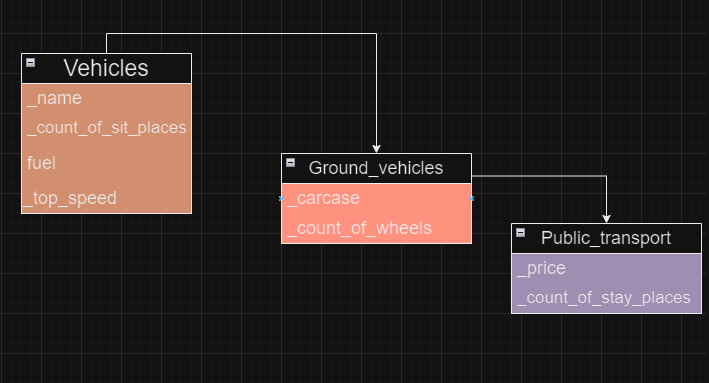 Vehicles
_name
_count_of_sit_places
fuel
_top_speed
Ground_vehicles
_carcase
_count_of_wheels
Public_transport
_price
_count_of_stay_places